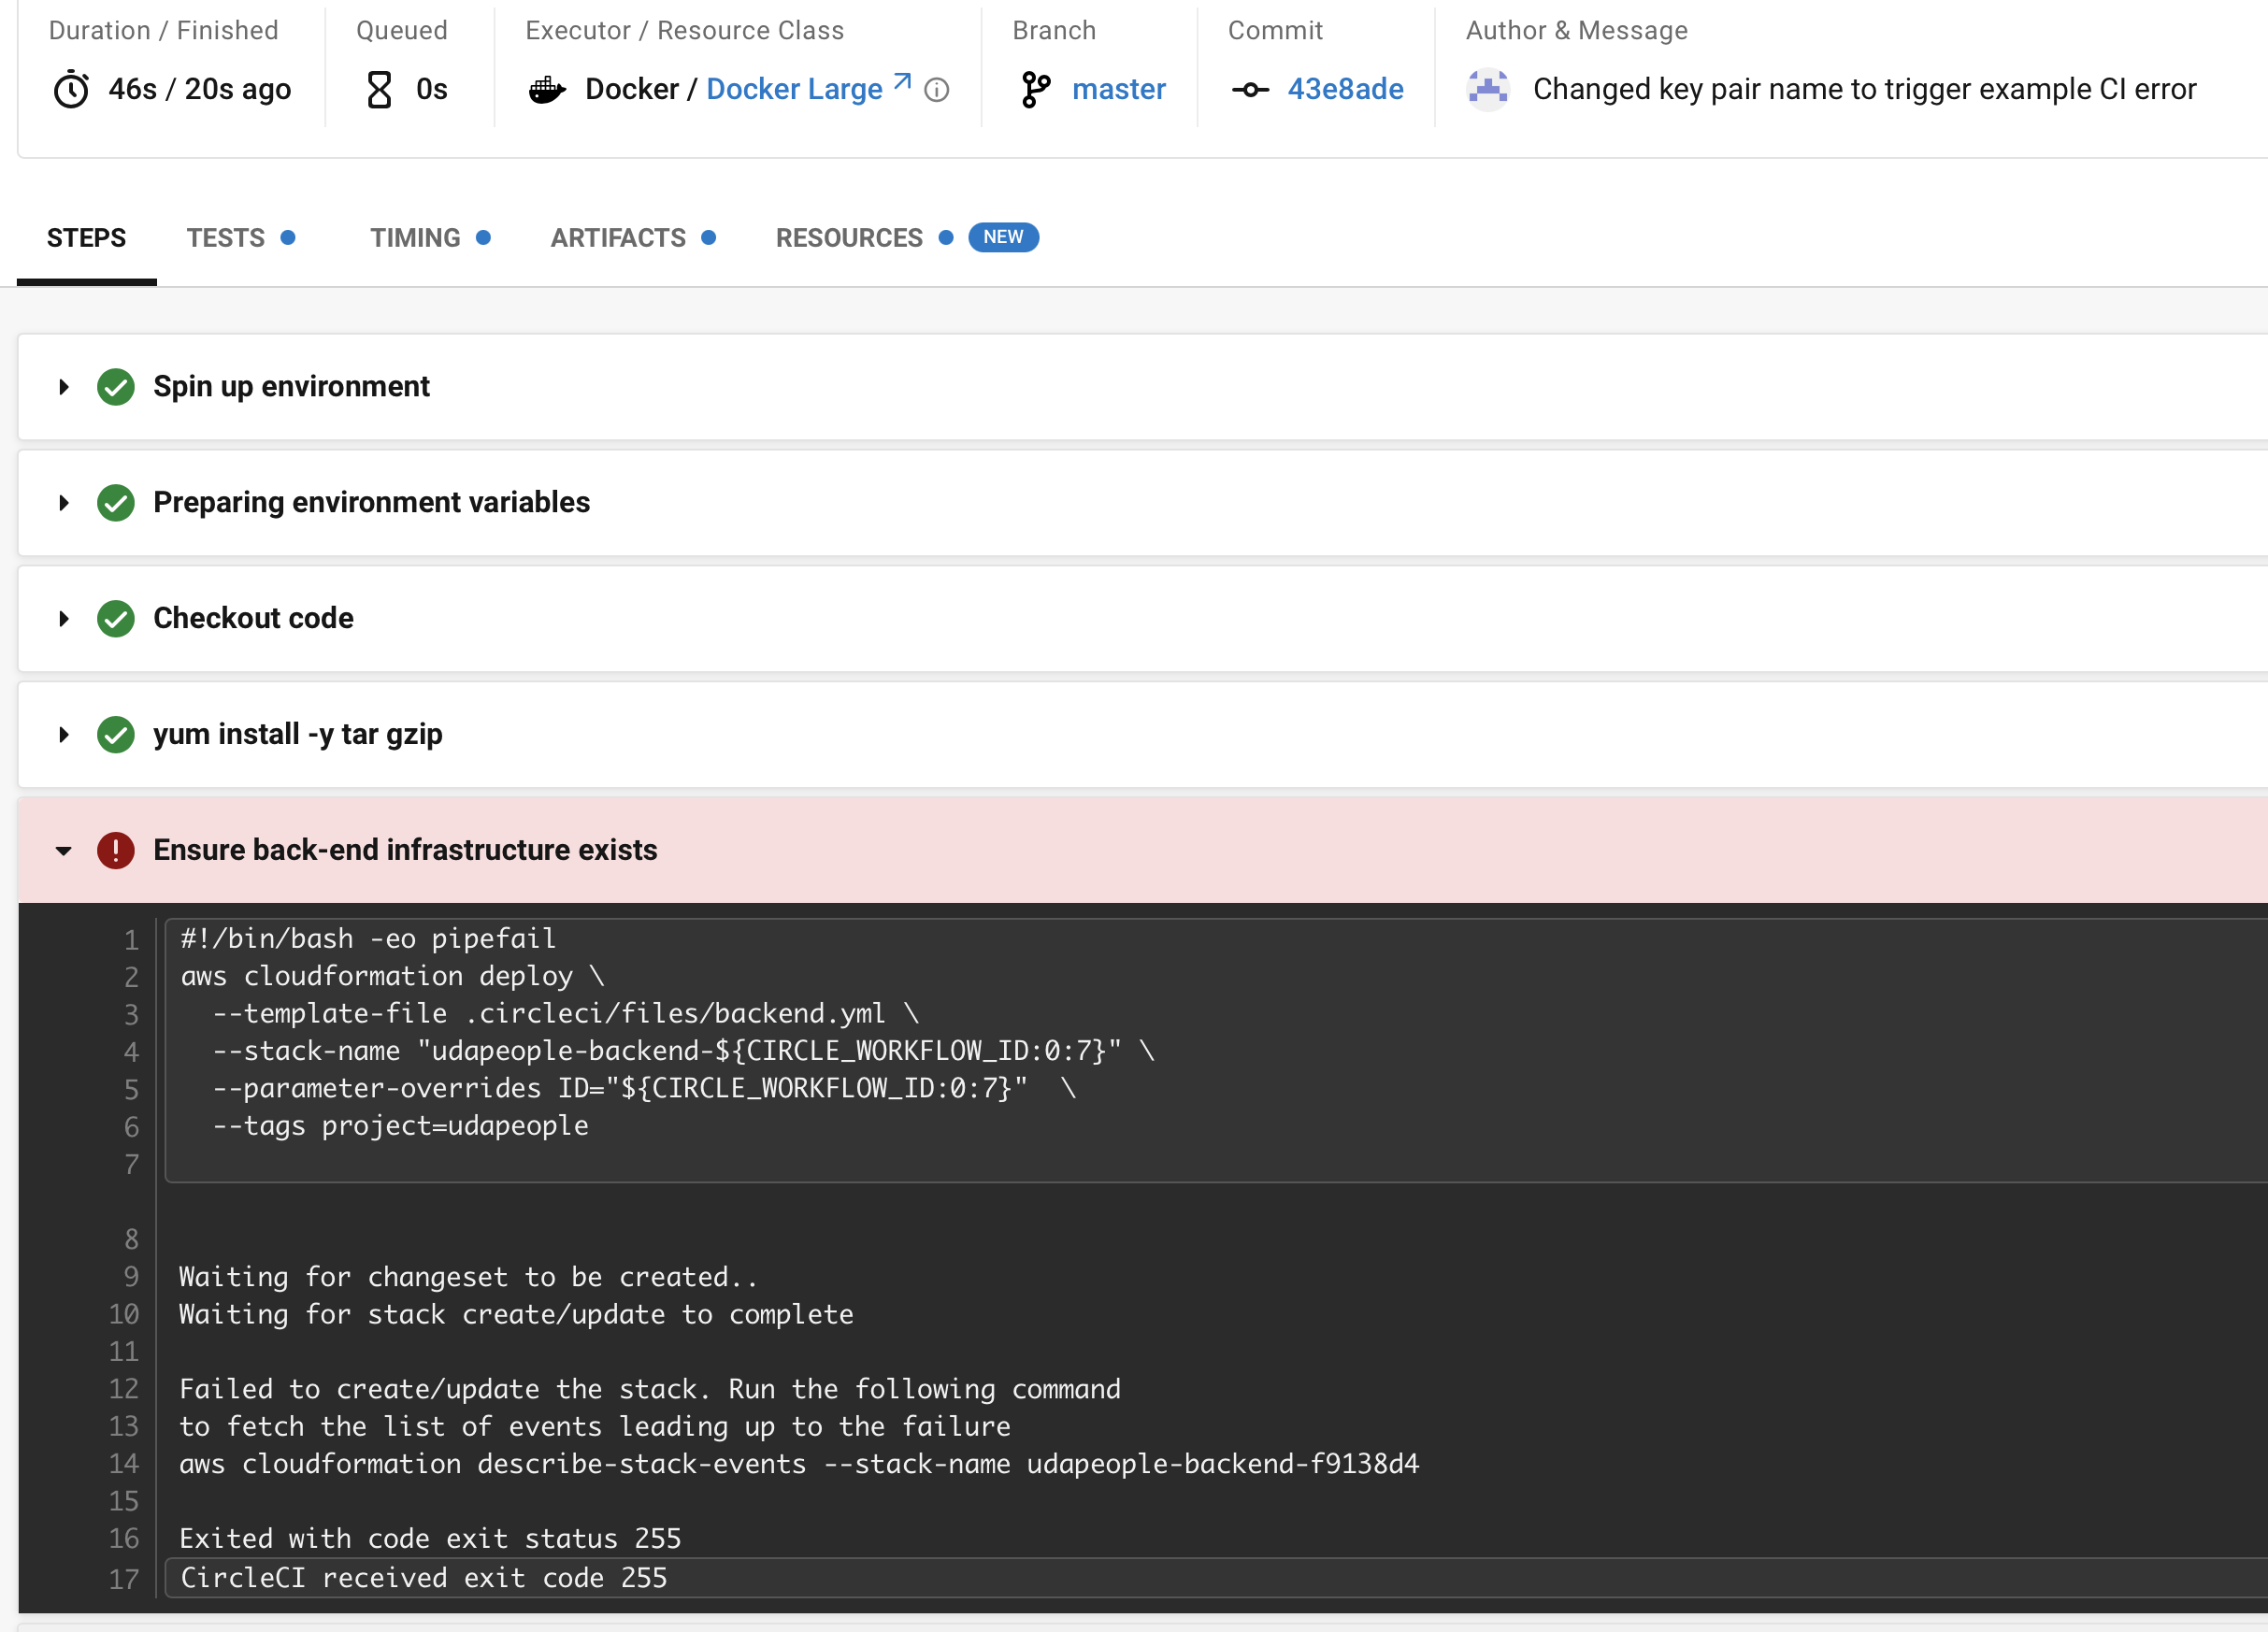 Duration / Finished
46s / 20s ago
Queued
0s
Executor / Resource Class
Docker / Docker Large
Branch
master
Commit
43e8ade
Author & Message
Changed key pair name to trigger example CI error
STEPS TESTS TIMING ARTIFACTS RESOURCES NEW
Spin up environment
Preparing environment variables
Checkout code
yum install -y tar gzip
Ensure back-end infrastructure exists
1 #!/bin/bash -eo pipefail
2 aws cloudformation deploy \
3   --template-file .circleci/files/backend.yml \
4   --stack-name "udapeople-backend-${CIRCLE_WORKFLOW_ID:0:7}" \
5   --parameter-overrides ID="${CIRCLE_WORKFLOW_ID:0:7}"  \
6   --tags project=udapeople
7
8
9 Waiting for changeset to be created..
10 Waiting for stack create/update to complete
11
12 Failed to create/update the stack. Run the following command
13 to fetch the list of events leading up to the failure
14 aws cloudformation describe-stack-events --stack-name udapeople-backend-f9138d4
15
16 Exited with code exit status 255
17 CircleCI received exit code 255